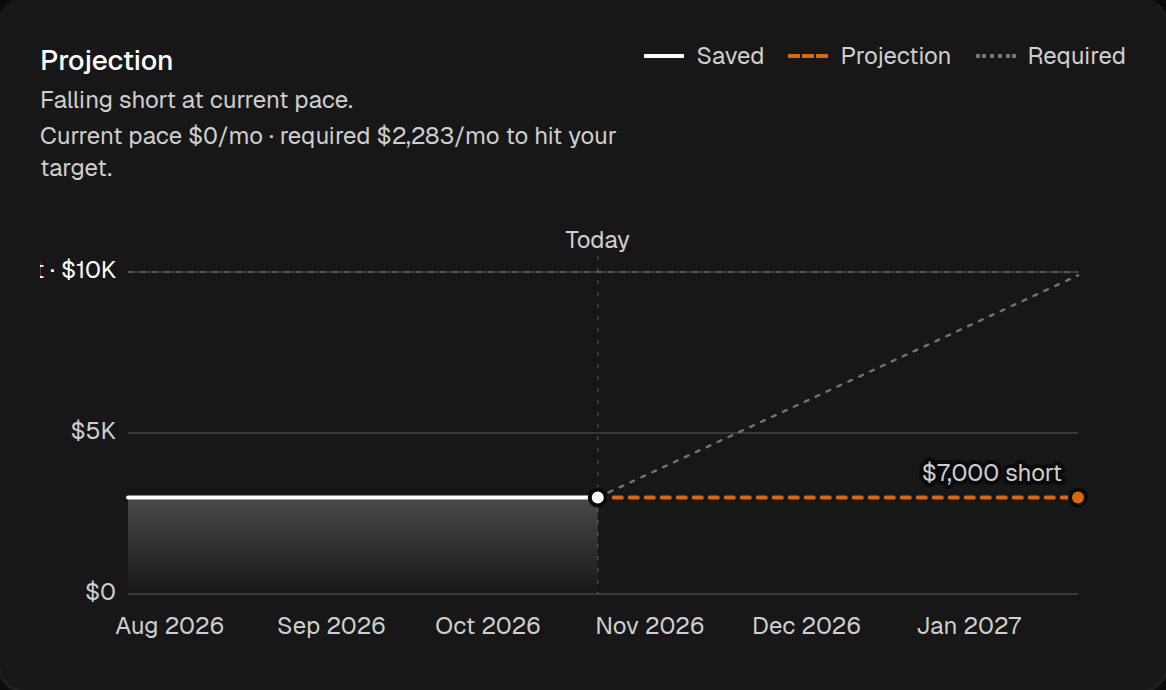 Projection
Saved
Projection
Required
Falling short at current pace.
Current pace $0/mo · required $2,283/mo to hit your
target.
Today
t · $10K
$5K
$7,000 short
$0
Aug 2026
Sep 2026
Oct 2026
Nov 2026
Dec 2026
Jan 2027